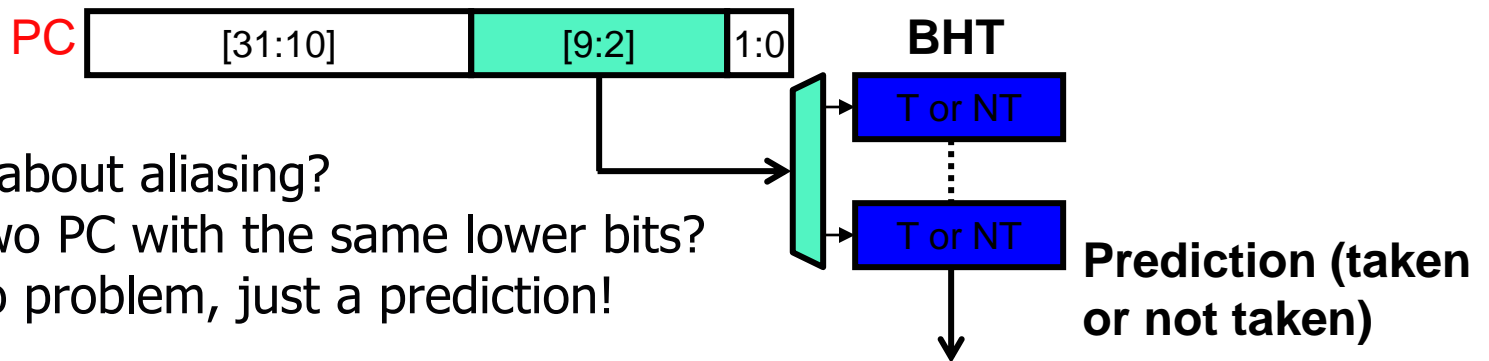 PC [31:10] [9:2] 1:0 BHT
T or NT
about aliasing?
wo PC with the same lower bits?
T or NT
problem, just a prediction!
Prediction (taken
or not taken)